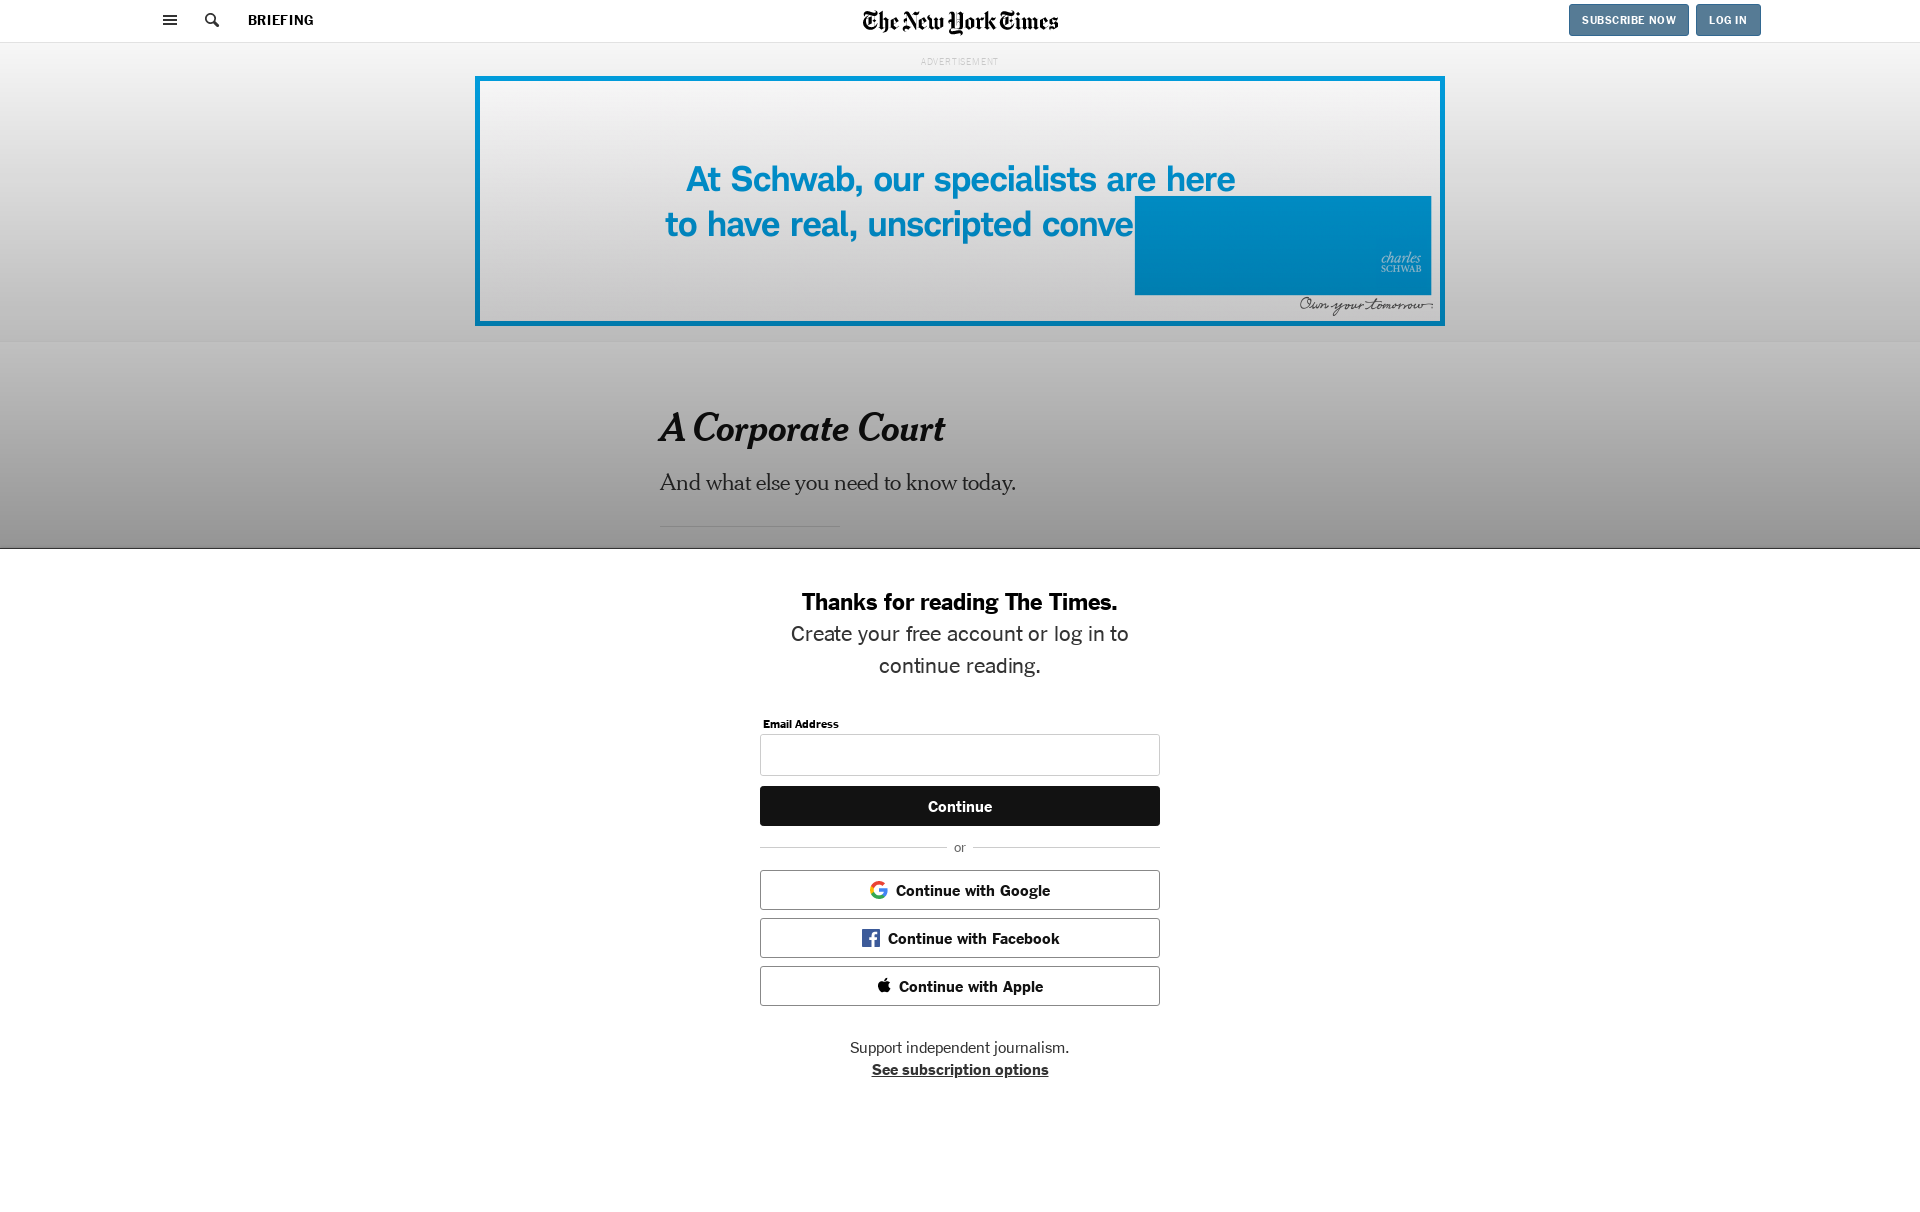 BRIEFING
The New York Times
SUBSCRIBE NOW
LOG IN
ADVERTISEMENT
At Schwab, our specialists are here
to have real, unscripted conve
charles
SCHWAB
Own your tomorrow.
A Corporate Court
And what else you need to know today.
Thanks for reading The Times.
Create your free account or log in to
continue reading.
Email Address
Continue
or
Continue with Google
Continue with Facebook
Continue with Apple
Support independent journalism.
See subscription options